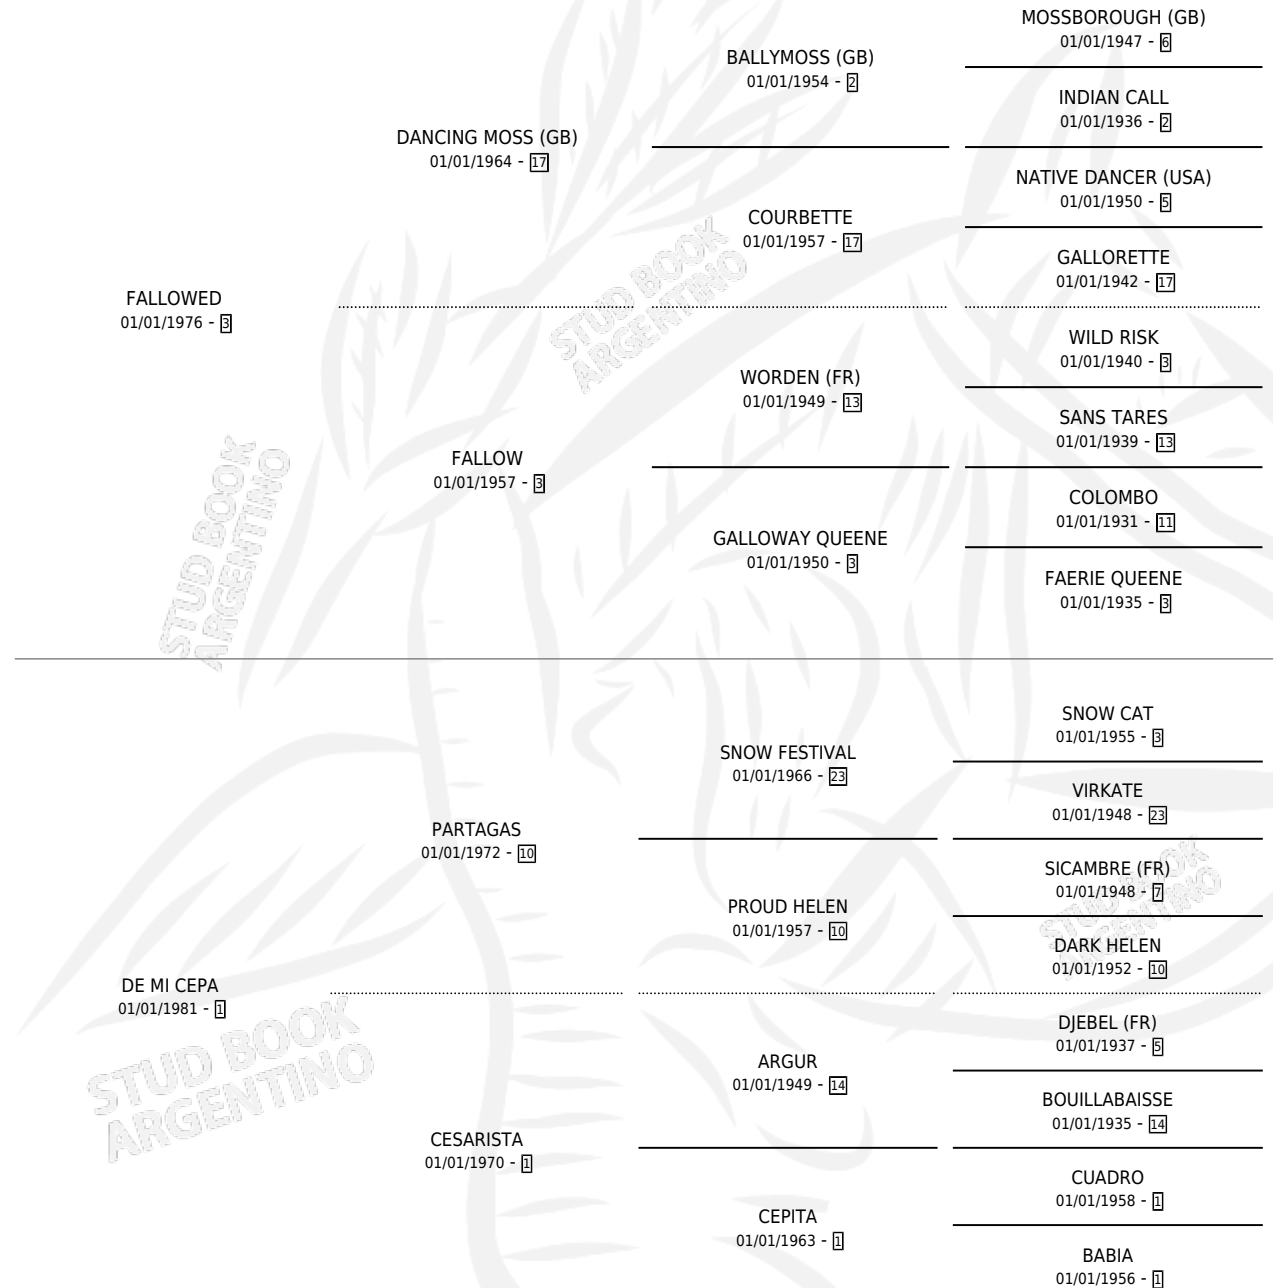 MOSSBOROUGH (GB)
01/01/1947 - 6
BALLYMOSS (GB)
01/01/1954 - 2
INDIAN CALL
01/01/1936 - 2
DANCING MOSS (GB)
01/01/1964 - 17
NATIVE DANCER (USA)
01/01/1950 - 5
COURBETTE
01/01/1957 - 17
GALLORETTE
01/01/1942 - 17
FALLOWED
01/01/1976 - 3
WILD RISK
01/01/1940 - 3
WORDEN (FR)
01/01/1949 - 13
SANS TARES
01/01/1939 - 13
FALLOW
01/01/1957 - 3
COLOMBO
01/01/1931 - 11
GALLOWAY QUEENE
01/01/1950 - 3
FAERIE QUEENE
01/01/1935 - 3
SNOW CAT
01/01/1955 - 3
SNOW FESTIVAL
01/01/1966 - 23
VIRKATE
01/01/1948 - 23
PARTAGAS
01/01/1972 - 10
SICAMBRE (FR)
01/01/1948 - 7
PROUD HELEN
01/01/1957 - 10
DARK HELEN
01/01/1952 - 10
DE MI CEPA
01/01/1981 - 1
DJEBEL (FR)
01/01/1937 - 5
ARGUR
01/01/1949 - 14
BOUILLABAISSE
01/01/1935 - 14
CESARISTA
01/01/1970 - 1
CUADRO
01/01/1958 - 1
CEPITA
01/01/1963 - 1
BABIA
01/01/1956 - 1
STUD BOOK
ARGENTINO
STUD BOOK
ARGENTINO
STUD BOOK
ARGENTINO
STUD BOOK
ARGENTINO